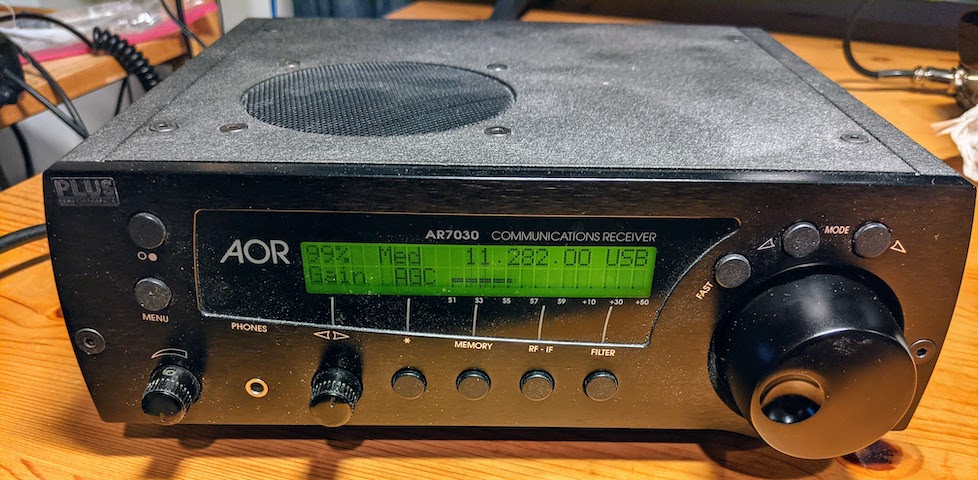 PLUS
AOR
AR7030 COMMUNICATIONS RECEIVER
99% Med 11.282.00 USB
Gain AGC
S1 S3 S5 S7 S9 +10 +30 +50
MODE
FAST
MENU
PHONES
*
MEMORY
RF - IF
FILTER